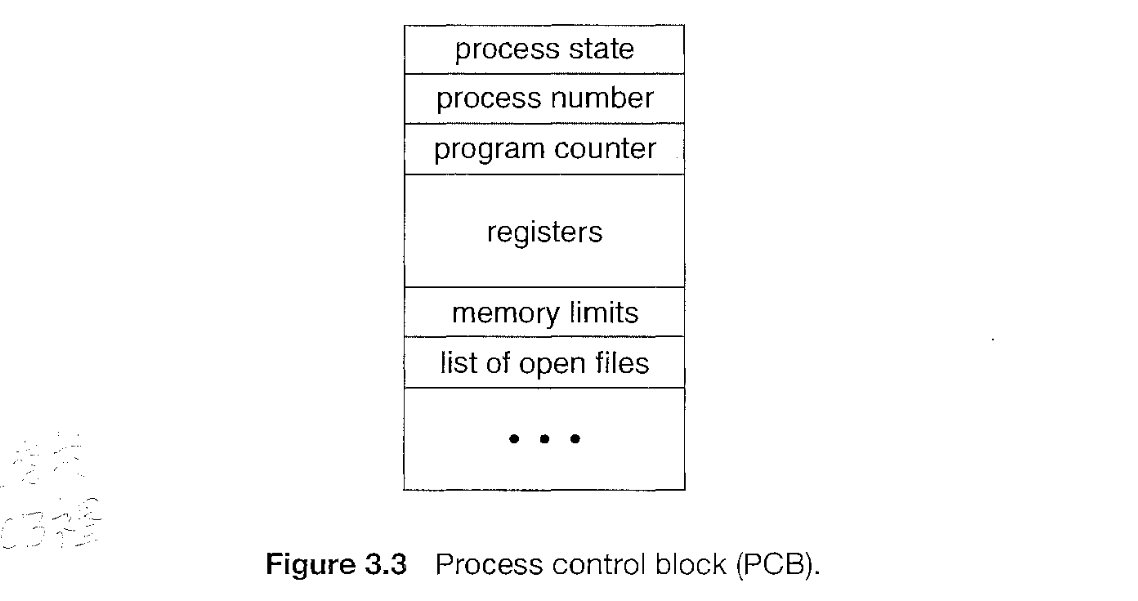 process state
process number
program counter
registers
memory limits
list of open files
• • •
Figure 3.3 Process control block (PCB).